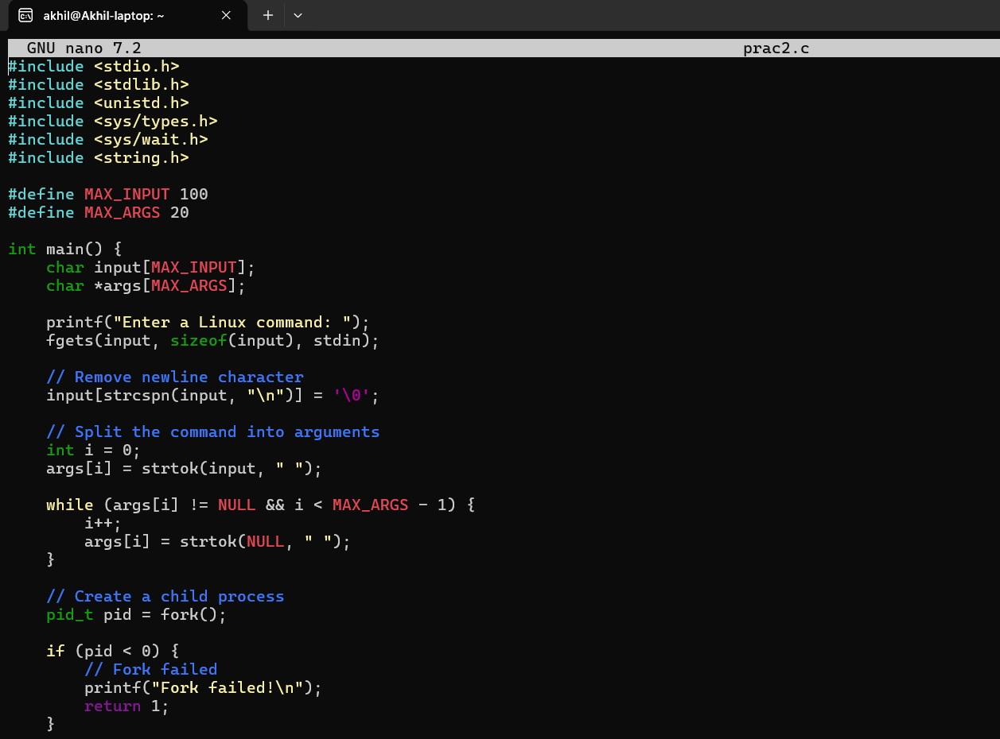 akhil@Akhil-laptop: ~
GNU nano 7.2 prac2.c
#include <stdio.h>
#include <stdlib.h>
#include <unistd.h>
#include <sys/types.h>
#include <sys/wait.h>
#include <string.h>

#define MAX_INPUT 100
#define MAX_ARGS 20

int main() {
    char input[MAX_INPUT];
    char *args[MAX_ARGS];

    printf("Enter a Linux command: ");
    fgets(input, sizeof(input), stdin);

    // Remove newline character
    input[strcspn(input, "\n")] = '\0';

    // Split the command into arguments
    int i = 0;
    args[i] = strtok(input, " ");

    while (args[i] != NULL && i < MAX_ARGS - 1) {
        i++;
        args[i] = strtok(NULL, " ");
    }

    // Create a child process
    pid_t pid = fork();

    if (pid < 0) {
        // Fork failed
        printf("Fork failed!\n");
        return 1;
    }